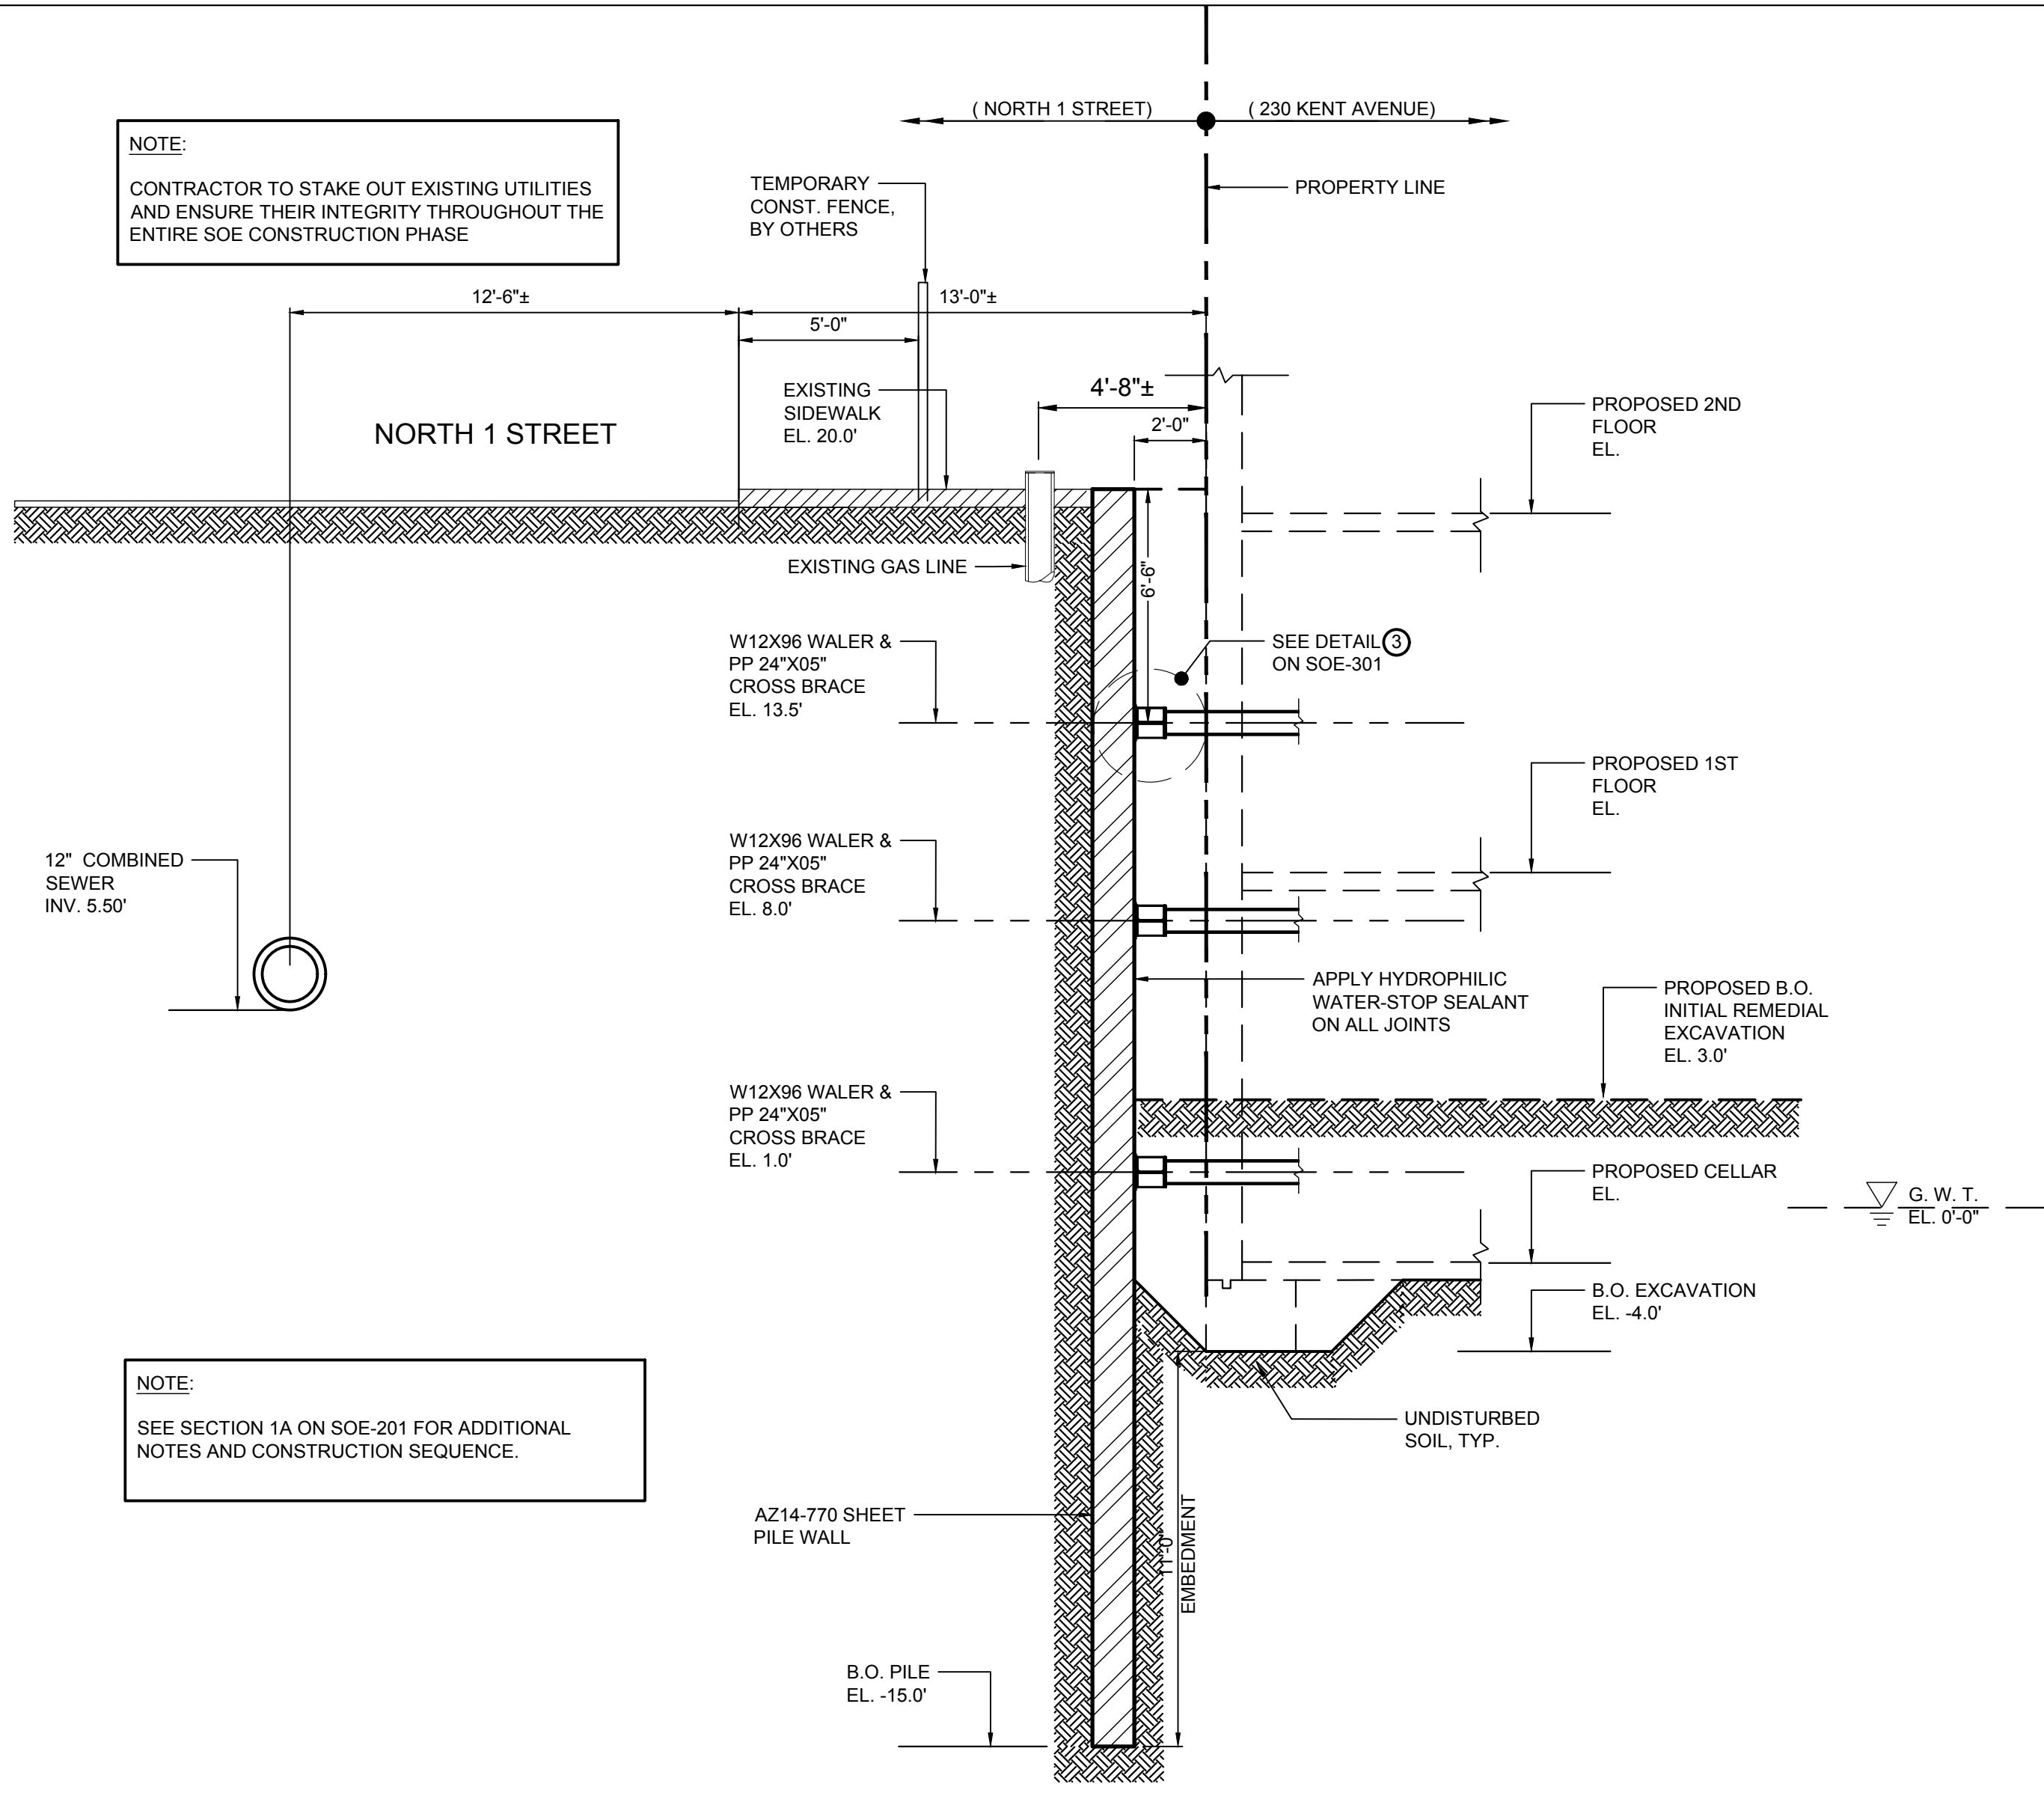 ( NORTH 1 STREET)
( 230 KENT AVENUE)
NOTE:
CONTRACTOR TO STAKE OUT EXISTING UTILITIES
AND ENSURE THEIR INTEGRITY THROUGHOUT THE
ENTIRE SOE CONSTRUCTION PHASE
TEMPORARY
CONST. FENCE,
BY OTHERS
PROPERTY LINE
12'-6"±
13'-0"±
5'-0"
4'-8"±
2'-0"
EXISTING
SIDEWALK
EL. 20.0'
NORTH 1 STREET
PROPOSED 2ND
FLOOR
EL.
EXISTING GAS LINE
6'-6"
W12X96 WALER &
PP 24"X05"
CROSS BRACE
EL. 13.5'
SEE DETAIL 3
ON SOE-301
PROPOSED 1ST
FLOOR
EL.
W12X96 WALER &
PP 24"X05"
CROSS BRACE
EL. 8.0'
12" COMBINED
SEWER
INV. 5.50'
APPLY HYDROPHILIC
WATER-STOP SEALANT
ON ALL JOINTS
PROPOSED B.O.
INITIAL REMEDIAL
EXCAVATION
EL. 3.0'
W12X96 WALER &
PP 24"X05"
CROSS BRACE
EL. 1.0'
PROPOSED CELLAR
EL.
G. W. T.
EL. 0'-0"
B.O. EXCAVATION
EL. -4.0'
NOTE:
SEE SECTION 1A ON SOE-201 FOR ADDITIONAL
NOTES AND CONSTRUCTION SEQUENCE.
UNDISTURBED
SOIL, TYP.
AZ14-770 SHEET
PILE WALL
11'-0"
EMBEDMENT
B.O. PILE
EL. -15.0'